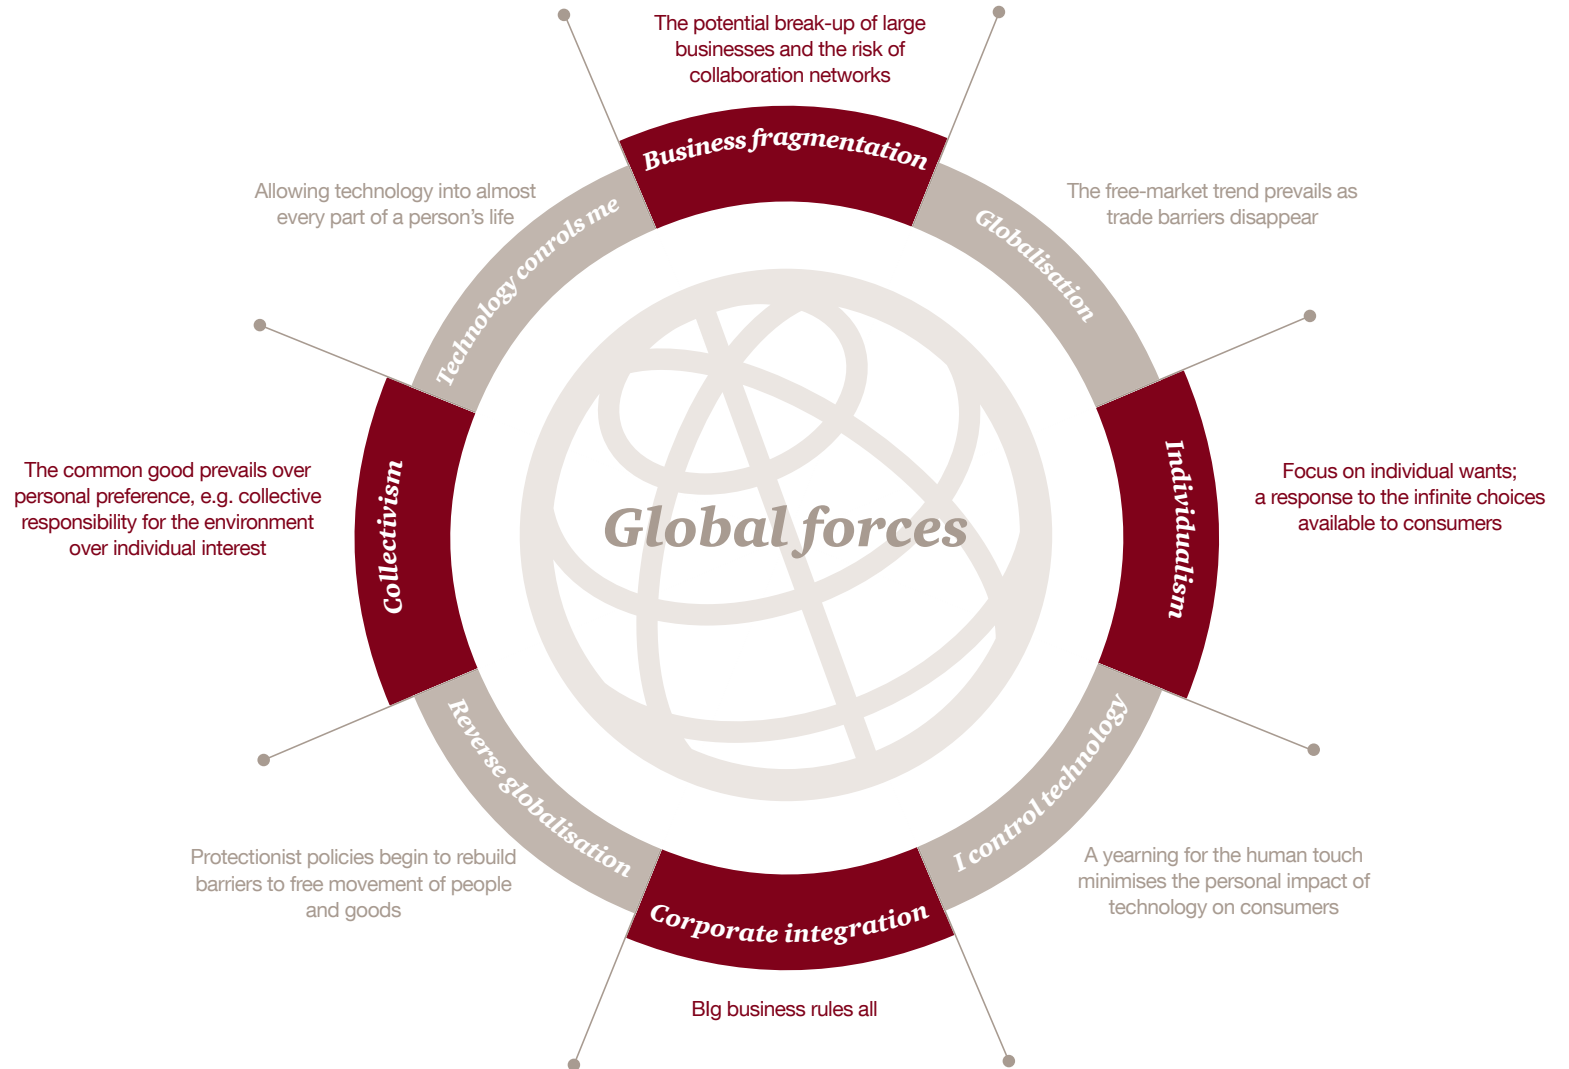 The potential break-up of large
businesses and the risk of
collaboration networks
Business fragmentation
Allowing technology into almost
every part of a person’s life
Technology conrols me
The free-market trend prevails as
trade barriers disappear
Globalisation
The common good prevails over
personal preference, e.g. collective
responsibility for the environment
over individual interest
Collectivism
Global forces
Individualism
Focus on individual wants;
a response to the infinite choices
available to consumers
Reverse globalisation
Protectionist policies begin to rebuild
barriers to free movement of people
and goods
I control technology
A yearning for the human touch
minimises the personal impact of
technology on consumers
Corporate integration
BIg business rules all